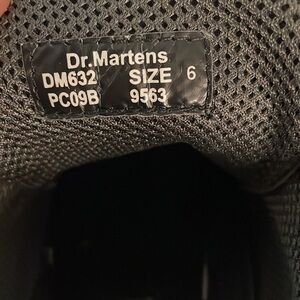 Dr.Martens
DM632 SIZE 6
PC09B 9563